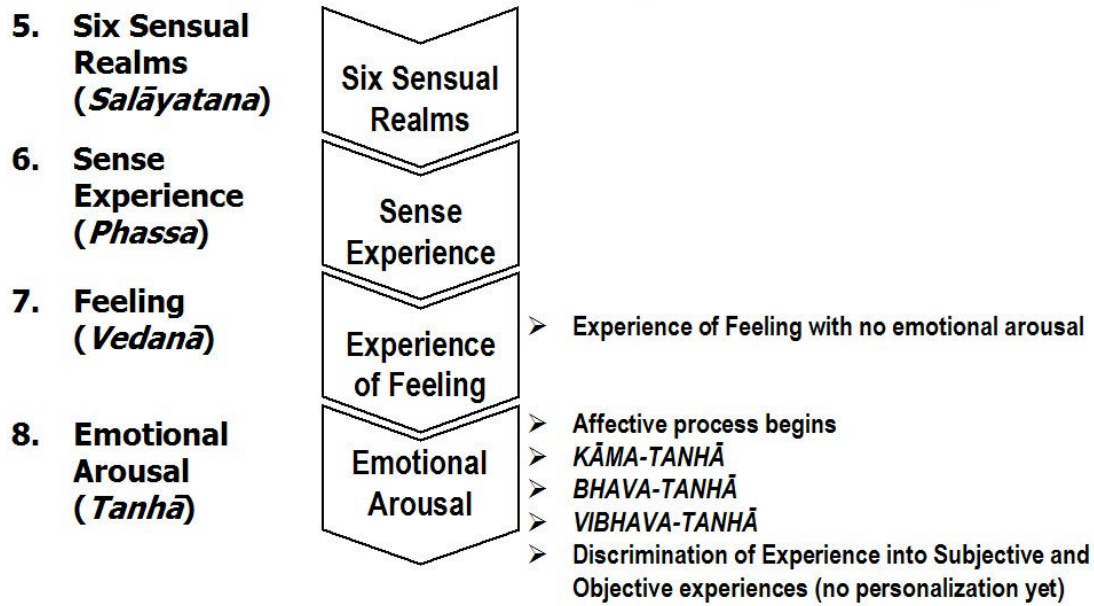 5. Six Sensual
Realms
(Salāyatana)
Six Sensual
Realms
6. Sense
Experience
(Phassa)
Sense
Experience
7. Feeling
(Vedanā)
Experience
of Feeling
➢ Experience of Feeling with no emotional arousal
8. Emotional
Arousal
(Tanhā)
Emotional
Arousal
➢ Affective process begins
➢ KĀMA-TANHĀ
➢ BHAVA-TANHĀ
➢ VIBHAVA-TANHĀ
➢ Discrimination of Experience into Subjective and
Objective experiences (no personalization yet)